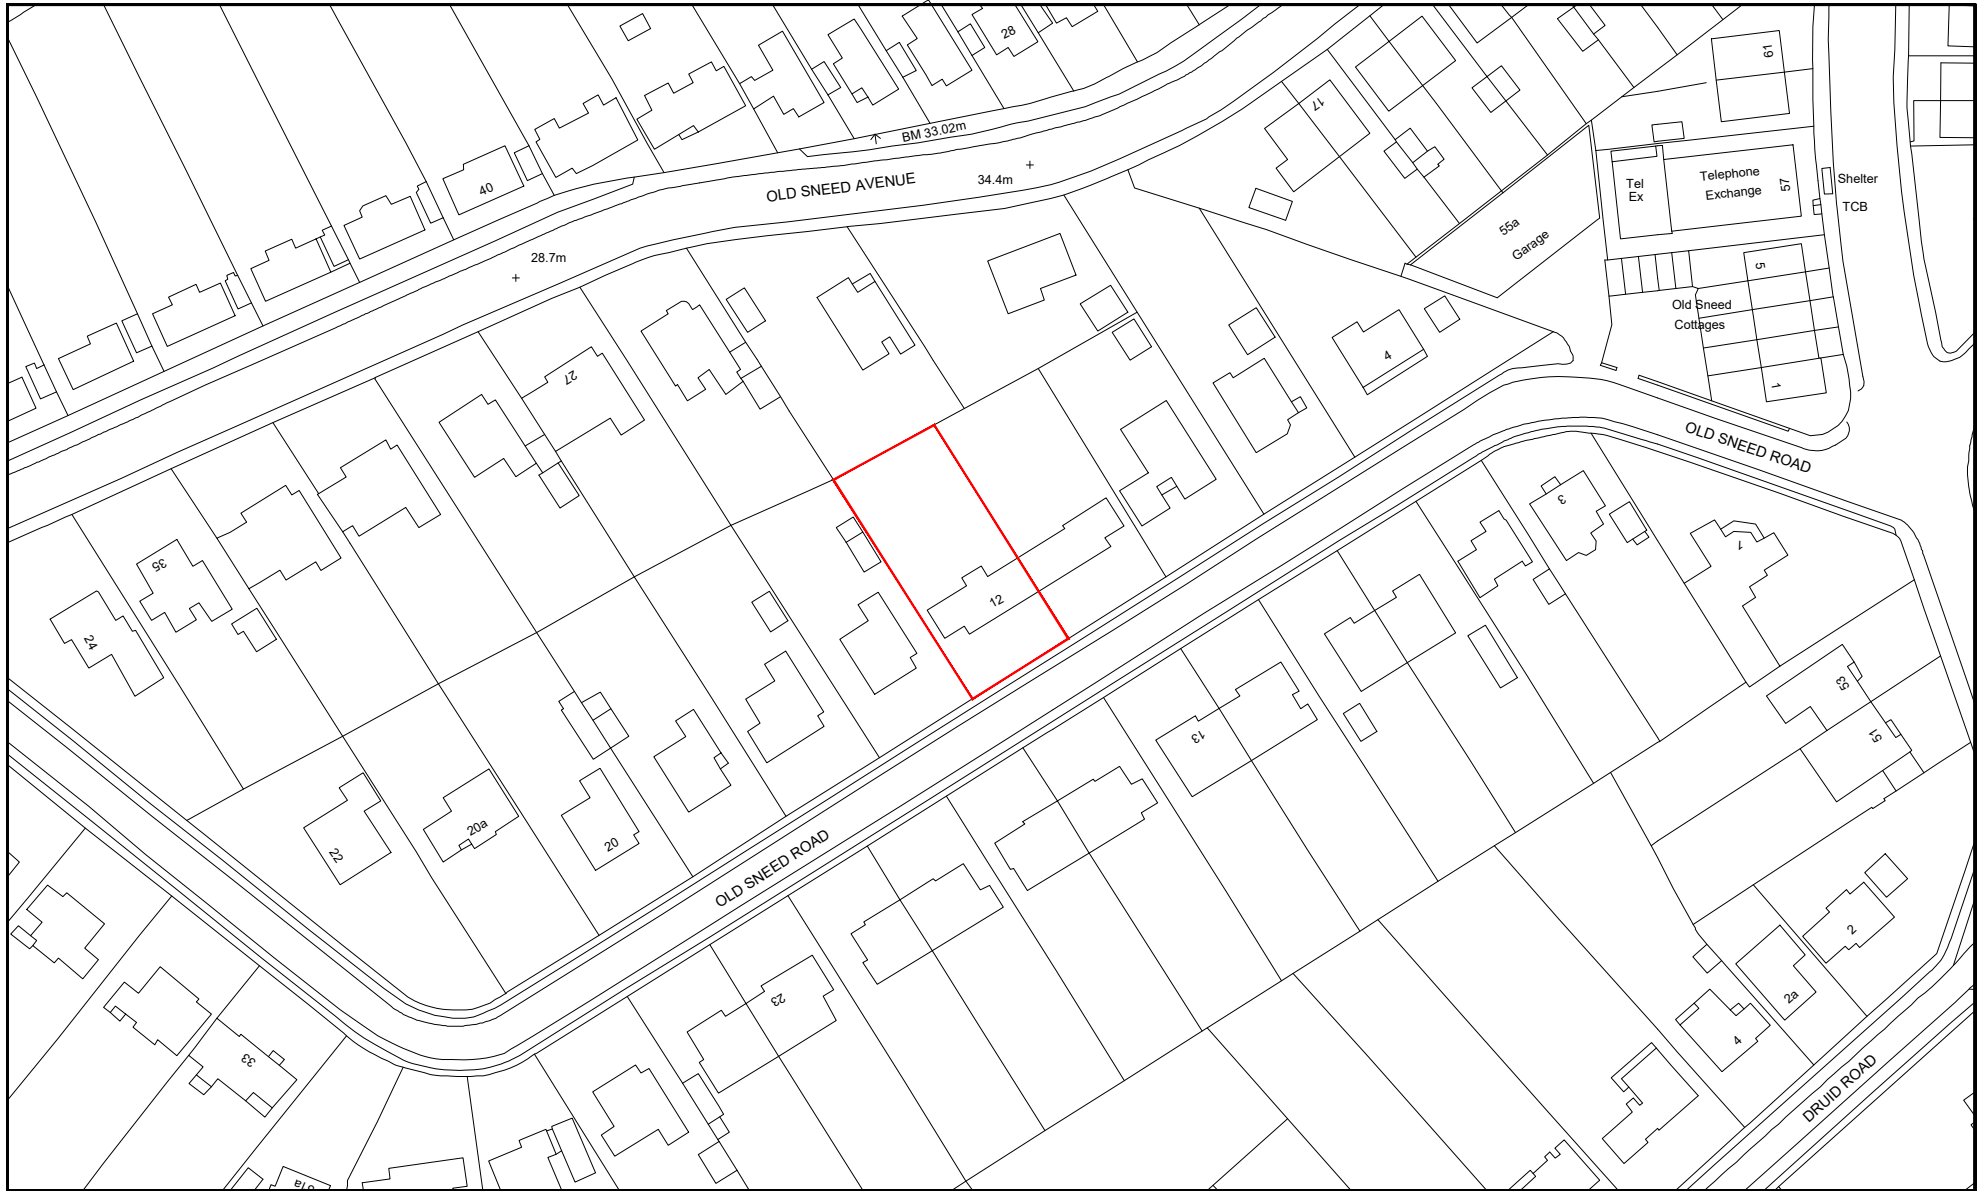 28
19
17
BM 33.02m
40
OLD SNEED AVENUE
34.4m
Tel
Ex
Telephone
Exchange
57
Shelter
TCB
55a
Garage
28.7m
5
Old Sneed
Cottages
1
4
27
OLD SNEED ROAD
3
7
35
24
12
13
53
51
22
20a
20
OLD SNEED ROAD
2
2a
4
23
33
DRUID ROAD
61a